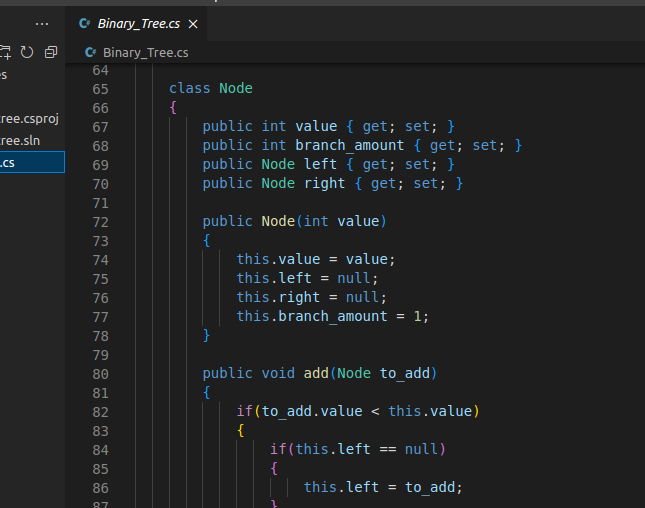 Binary_Tree.cs
Binary_Tree.cs
es
tree.csproj
tree.sln
.cs
64
65 class Node
66 {
67 public int value { get; set; }
68 public int branch_amount { get; set; }
69 public Node left { get; set; }
70 public Node right { get; set; }
71
72 public Node(int value)
73 {
74 this.value = value;
75 this.left = null;
76 this.right = null;
77 this.branch_amount = 1;
78 }
79
80 public void add(Node to_add)
81 {
82 if(to_add.value < this.value)
83 {
84 if(this.left == null)
85 {
86 this.left = to_add;
87 }